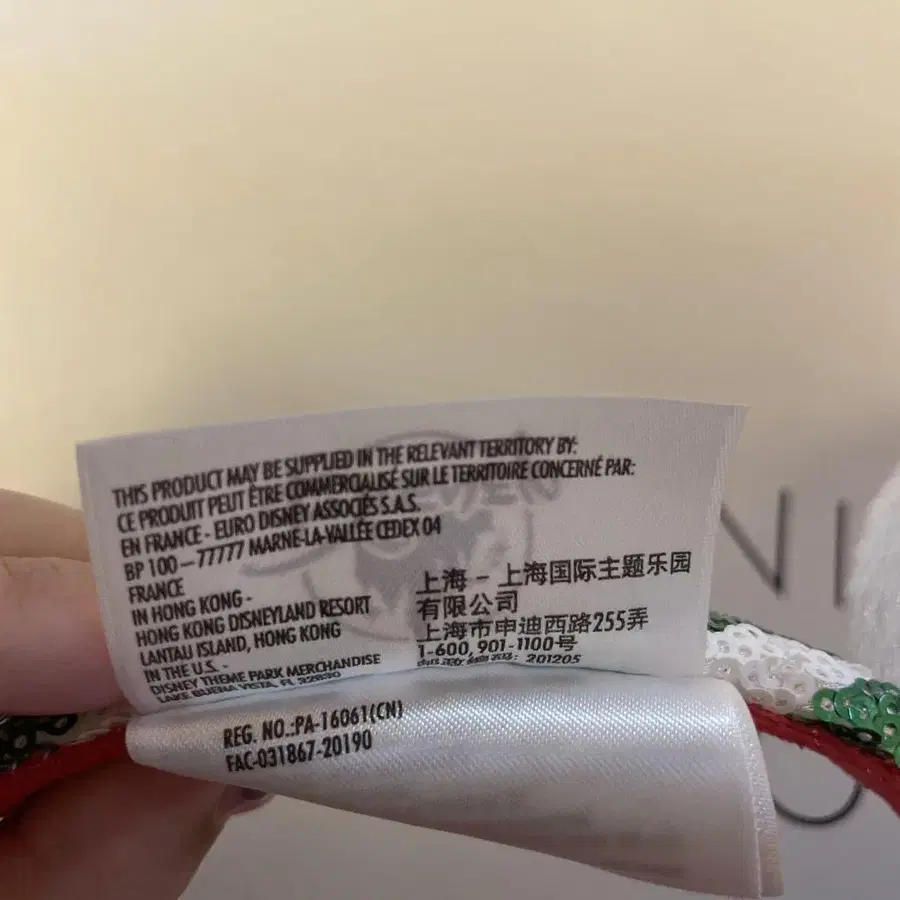 THIS PRODUCT MAY BE SUPPLIED IN THE RELEVANT TERRITORY BY:
CE PRODUIT PEUT ÊTRE COMMERCIALISÉ SUR LE TERRITOIRE CONCERNÉ PAR:
EN FRANCE - EURO DISNEY ASSOCIÉS S.A.S.
BP 100—77777 MARNE-LA-VALLÉE CEDEX 04
FRANCE
IN HONG KONG -
HONG KONG DISNEYLAND RESORT
LANTAU ISLAND, HONG KONG
IN THE U.S. -
DISNEY THEME PARK MERCHANDISE
LAKE BUENA VISTA, FL 32830
上海 - 上海国际主题乐园
有限公司
上海市申迪西路255弄
1-600, 901-1100号
邮政编码: 201205
REG. NO.:PA-16061(CN)
FAC-031867-20190